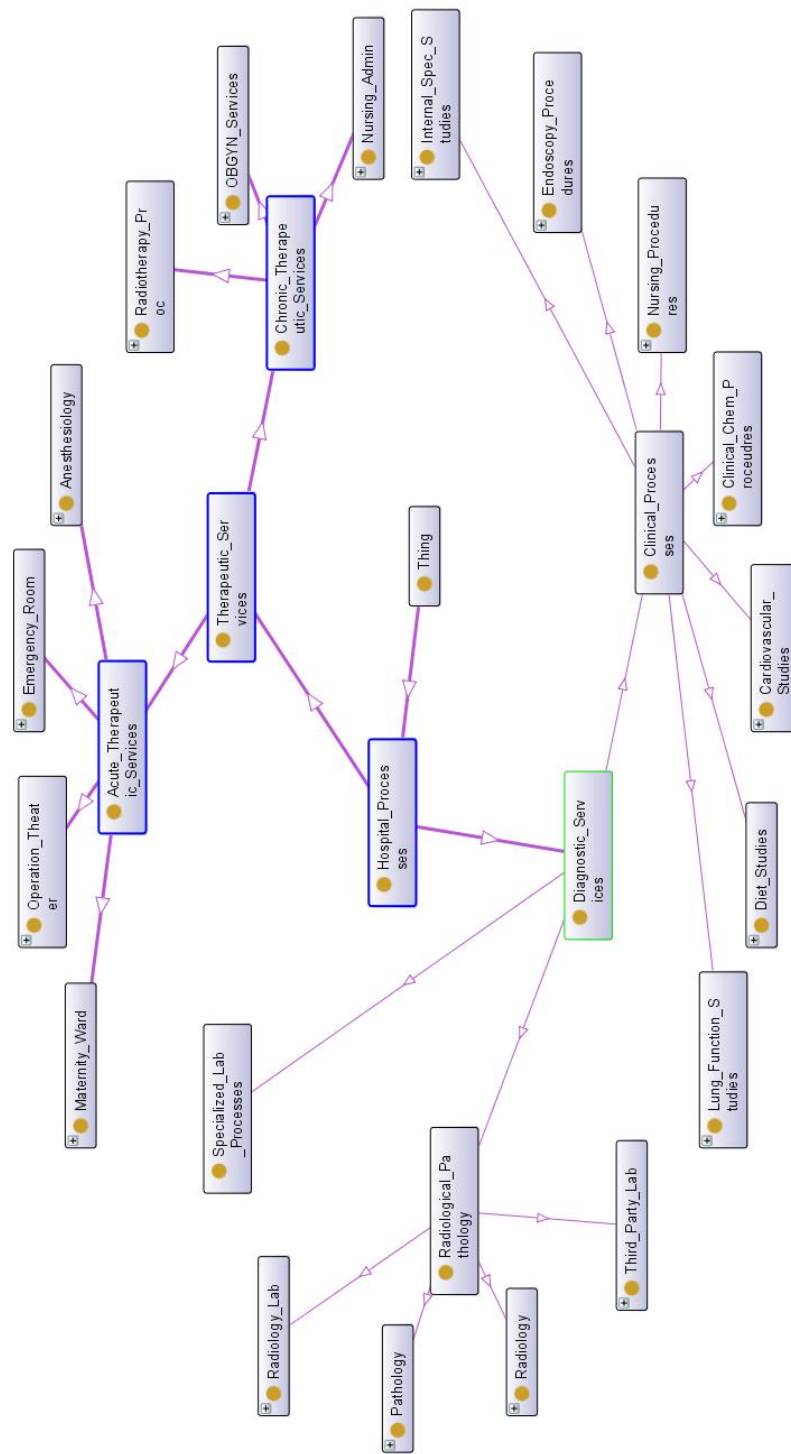 Emergency_Room
Operation_Theat
er
Anesthesiology
Maternity_Ward
Acute_Therapeut
ic_Services
Radiotherapy_Pr
oc
Specialized_Lab
_Processes
Therapeutic_Ser
vices
OBGYN_Services
Radiology_Lab
Chronic_Therape
utic_Services
Nursing_Admin
Hospital_Proces
ses
Pathology
Thing
Internal_Spec_S
tudies
Radiological_Pa
thology
Radiology
Endoscopy_Proce
dures
Diagnostic_Serv
ices
Third_Party_Lab
Clinical_Proces
ses
Nursing_Procedu
res
Lung_Function_S
tudies
Clinical_Chem_P
roceudres
Diet_Studies
Cardiovascular_
Studies